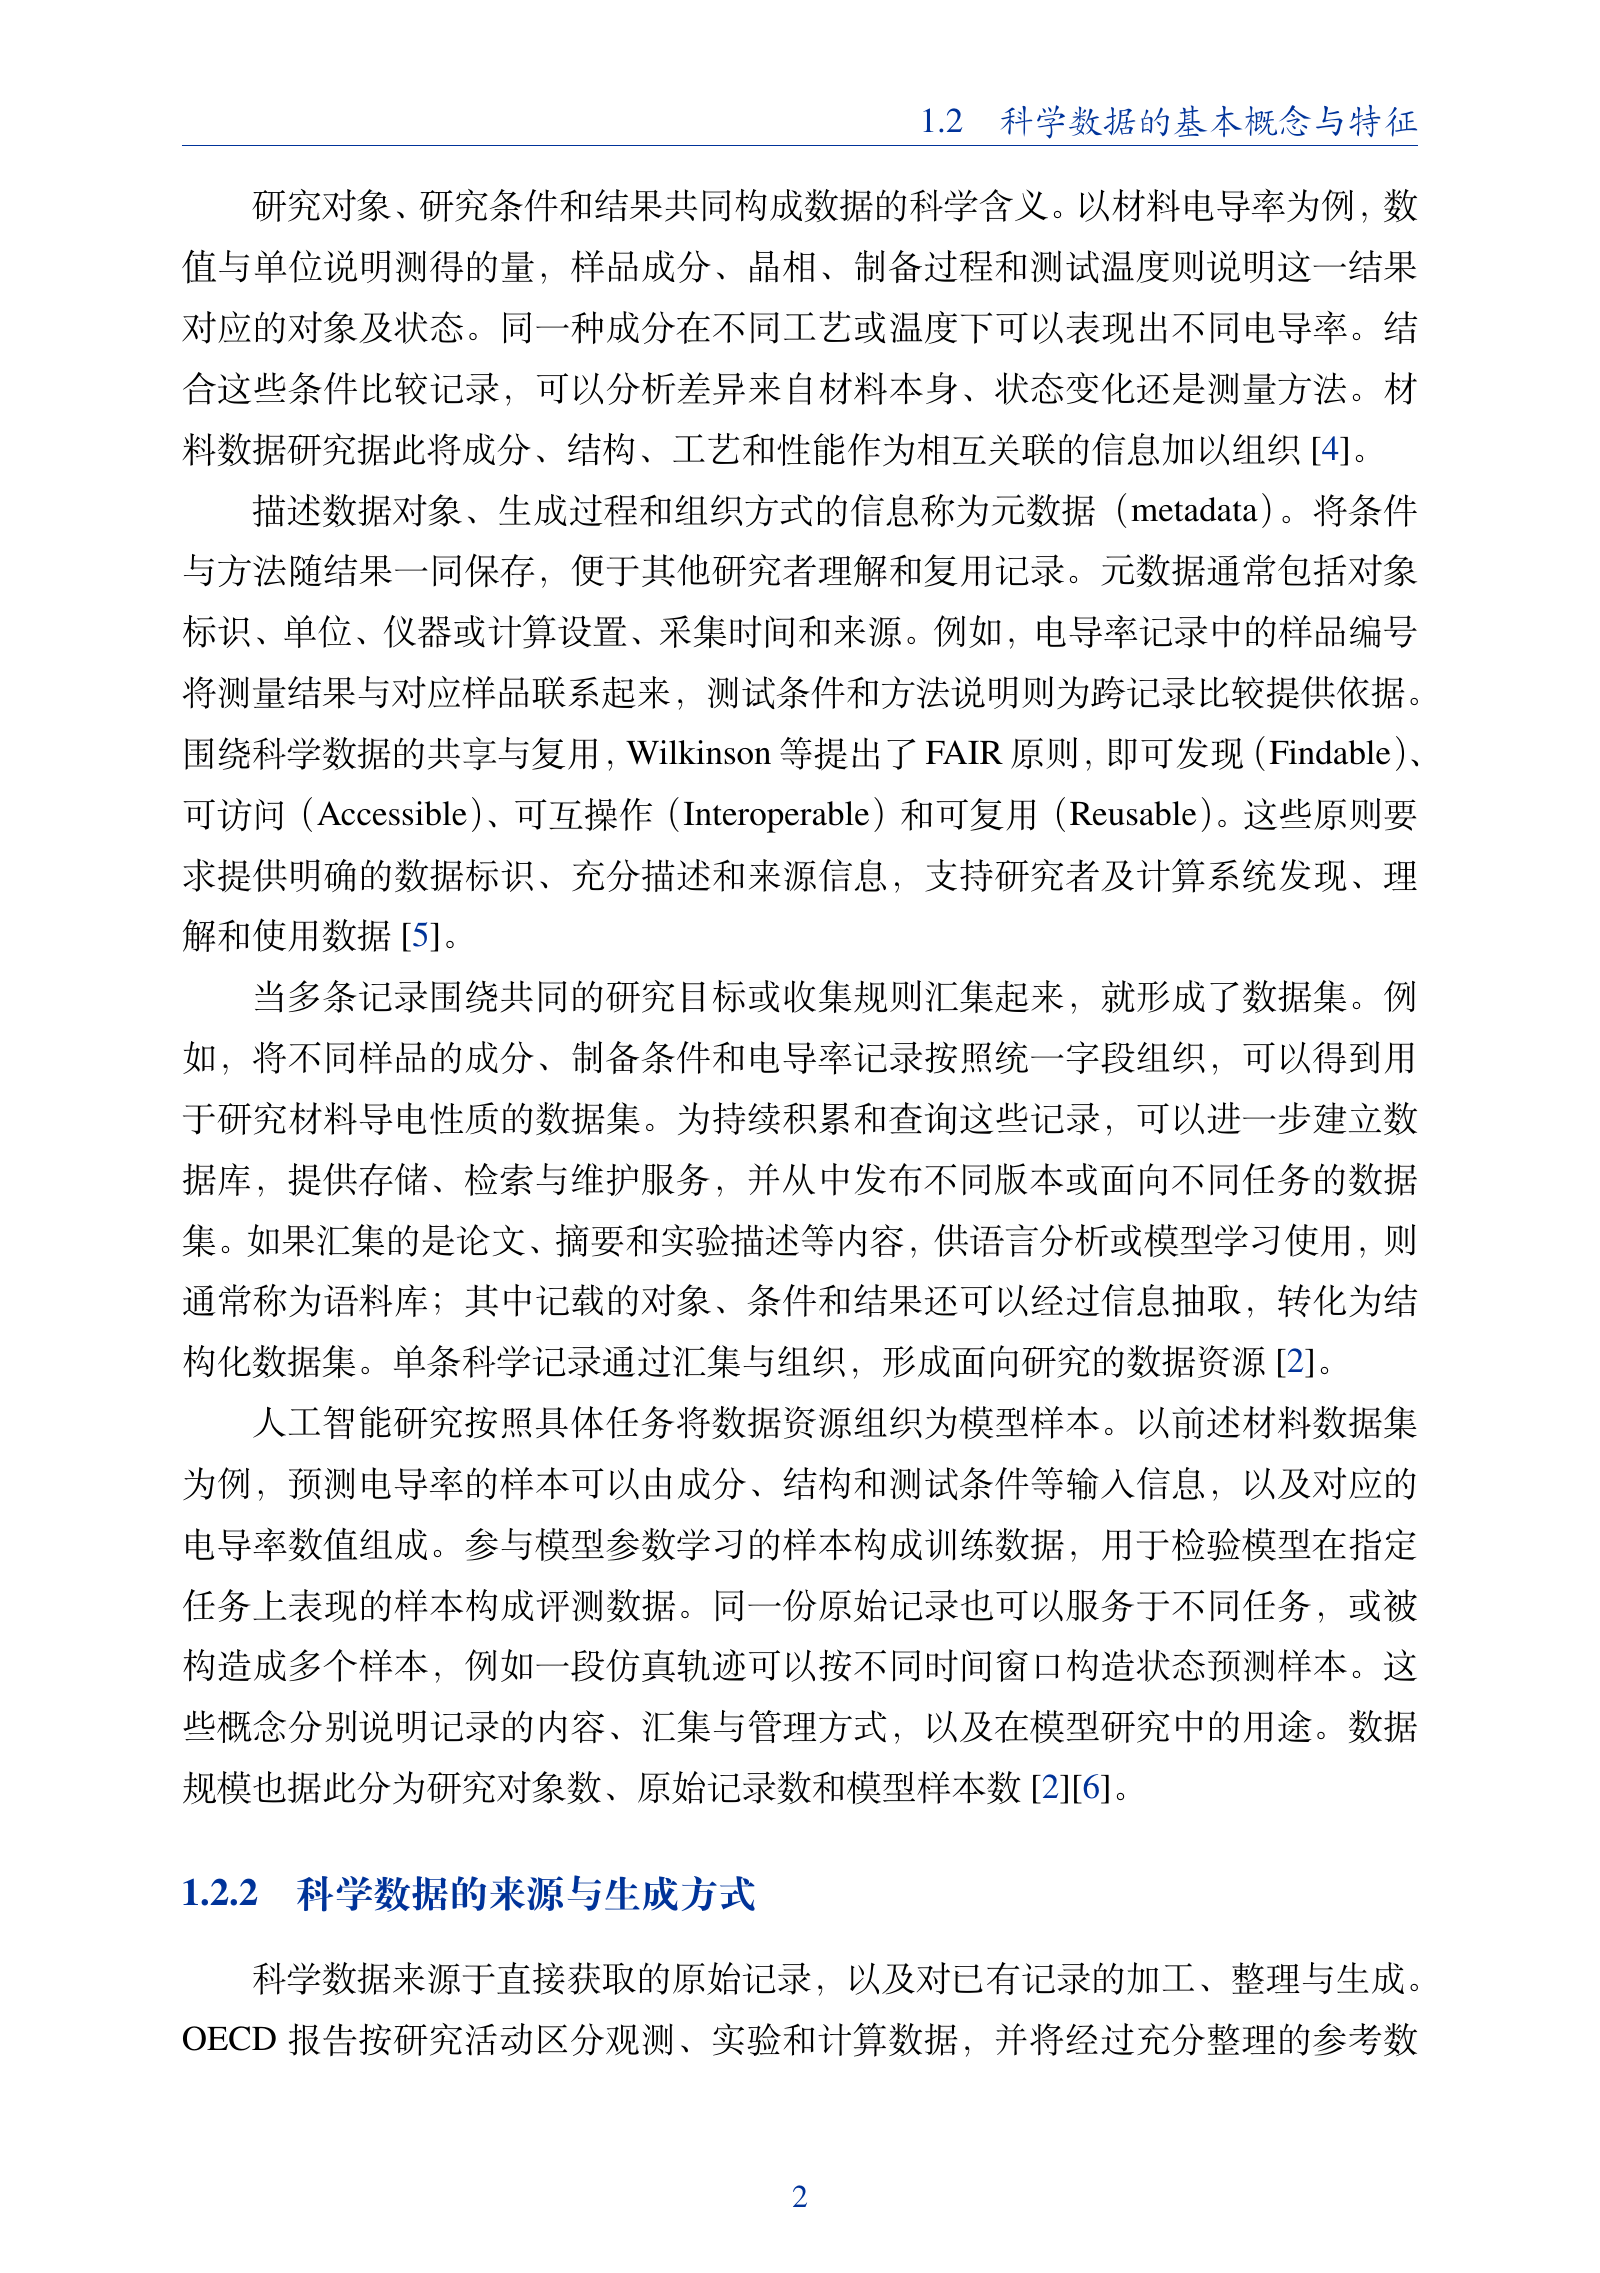 1.2 科学数据的基本概念与特征
研究对象、研究条件和结果共同构成数据的科学含义。以材料电导率为例，数
值与单位说明测得的量，样品成分、晶相、制备过程和测试温度则说明这一结果
对应的对象及状态。同一种成分在不同工艺或温度下可以表现出不同电导率。结
合这些条件比较记录，可以分析差异来自材料本身、状态变化还是测量方法。材
料数据研究据此将成分、结构、工艺和性能作为相互关联的信息加以组织 [4]。
描述数据对象、生成过程和组织方式的信息称为元数据（metadata）。将条件
与方法随结果一同保存，便于其他研究者理解和复用记录。元数据通常包括对象
标识、单位、仪器或计算设置、采集时间和来源。例如，电导率记录中的样品编号
将测量结果与对应样品联系起来，测试条件和方法说明则为跨记录比较提供依据。
围绕科学数据的共享与复用，Wilkinson 等提出了 FAIR 原则，即可发现（Findable）、
可访问（Accessible）、可互操作（Interoperable）和可复用（Reusable）。这些原则要
求提供明确的数据标识、充分描述和来源信息，支持研究者及计算系统发现、理
解和使用数据 [5]。
当多条记录围绕共同的研究目标或收集规则汇集起来，就形成了数据集。例
如，将不同样品的成分、制备条件和电导率记录按照统一字段组织，可以得到用
于研究材料导电性质的数据集。为持续积累和查询这些记录，可以进一步建立数
据库，提供存储、检索与维护服务，并从中发布不同版本或面向不同任务的数据
集。如果汇集的是论文、摘要和实验描述等内容，供语言分析或模型学习使用，则
通常称为语料库；其中记载的对象、条件和结果还可以经过信息抽取，转化为结
构化数据集。单条科学记录通过汇集与组织，形成面向研究的数据资源 [2]。
人工智能研究按照具体任务将数据资源组织为模型样本。以前述材料数据集
为例，预测电导率的样本可以由成分、结构和测试条件等输入信息，以及对应的
电导率数值组成。参与模型参数学习的样本构成训练数据，用于检验模型在指定
任务上表现的样本构成评测数据。同一份原始记录也可以服务于不同任务，或被
构造成多个样本，例如一段仿真轨迹可以按不同时间窗口构造状态预测样本。这
些概念分别说明记录的内容、汇集与管理方式，以及在模型研究中的用途。数据
规模也据此分为研究对象数、原始记录数和模型样本数 [2][6]。
1.2.2 科学数据的来源与生成方式
科学数据来源于直接获取的原始记录，以及对已有记录的加工、整理与生成。
OECD 报告按研究活动区分观测、实验和计算数据，并将经过充分整理的参考数
2